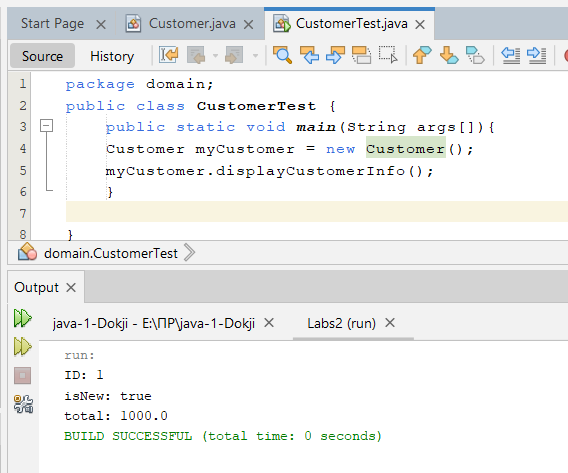 Start Page Customer.java CustomerTest.java
Source History
1 package domain;
2 public class CustomerTest {
3 public static void main(String args[]){
4 Customer myCustomer = new Customer();
5 myCustomer.displayCustomerInfo();
6 }
7
8 }
domain.CustomerTest
Output
java-1-Dokji - E:\ПР\java-1-Dokji Labs2 (run)
run:
ID: 1
isNew: true
total: 1000.0
BUILD SUCCESSFUL (total time: 0 seconds)